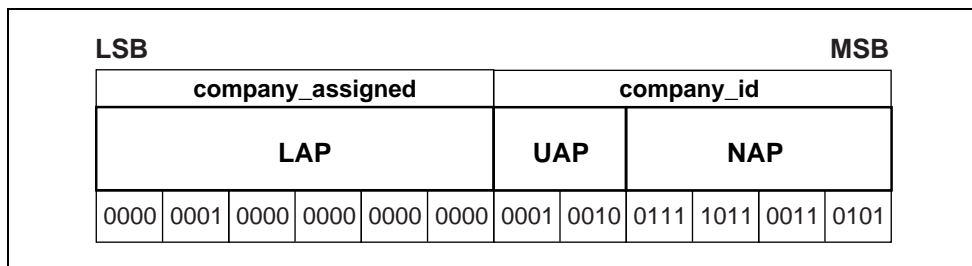 LSB MSB
company_assigned company_id
LAP UAP NAP
0000 0001 0000 0000 0000 0000 0001 0010 0111 1011 0011 0101